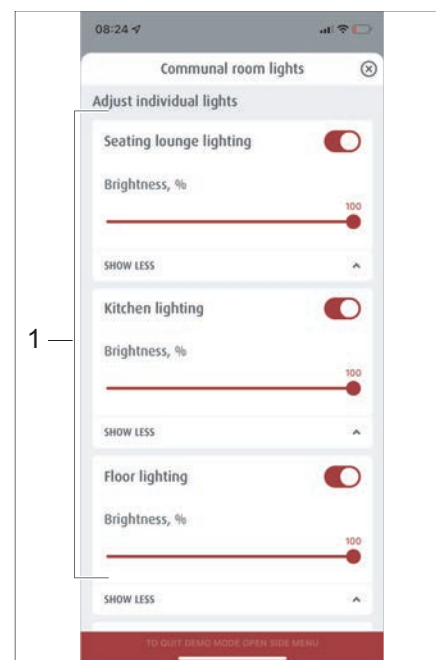 08:24
Communal room lights
Adjust individual lights
Seating lounge lighting
Brightness, %
100
SHOW LESS
1
Kitchen lighting
Brightness, %
100
SHOW LESS
Floor lighting
Brightness, %
100
SHOW LESS
TO QUIT DEMO MODE OPEN SIDE MENU